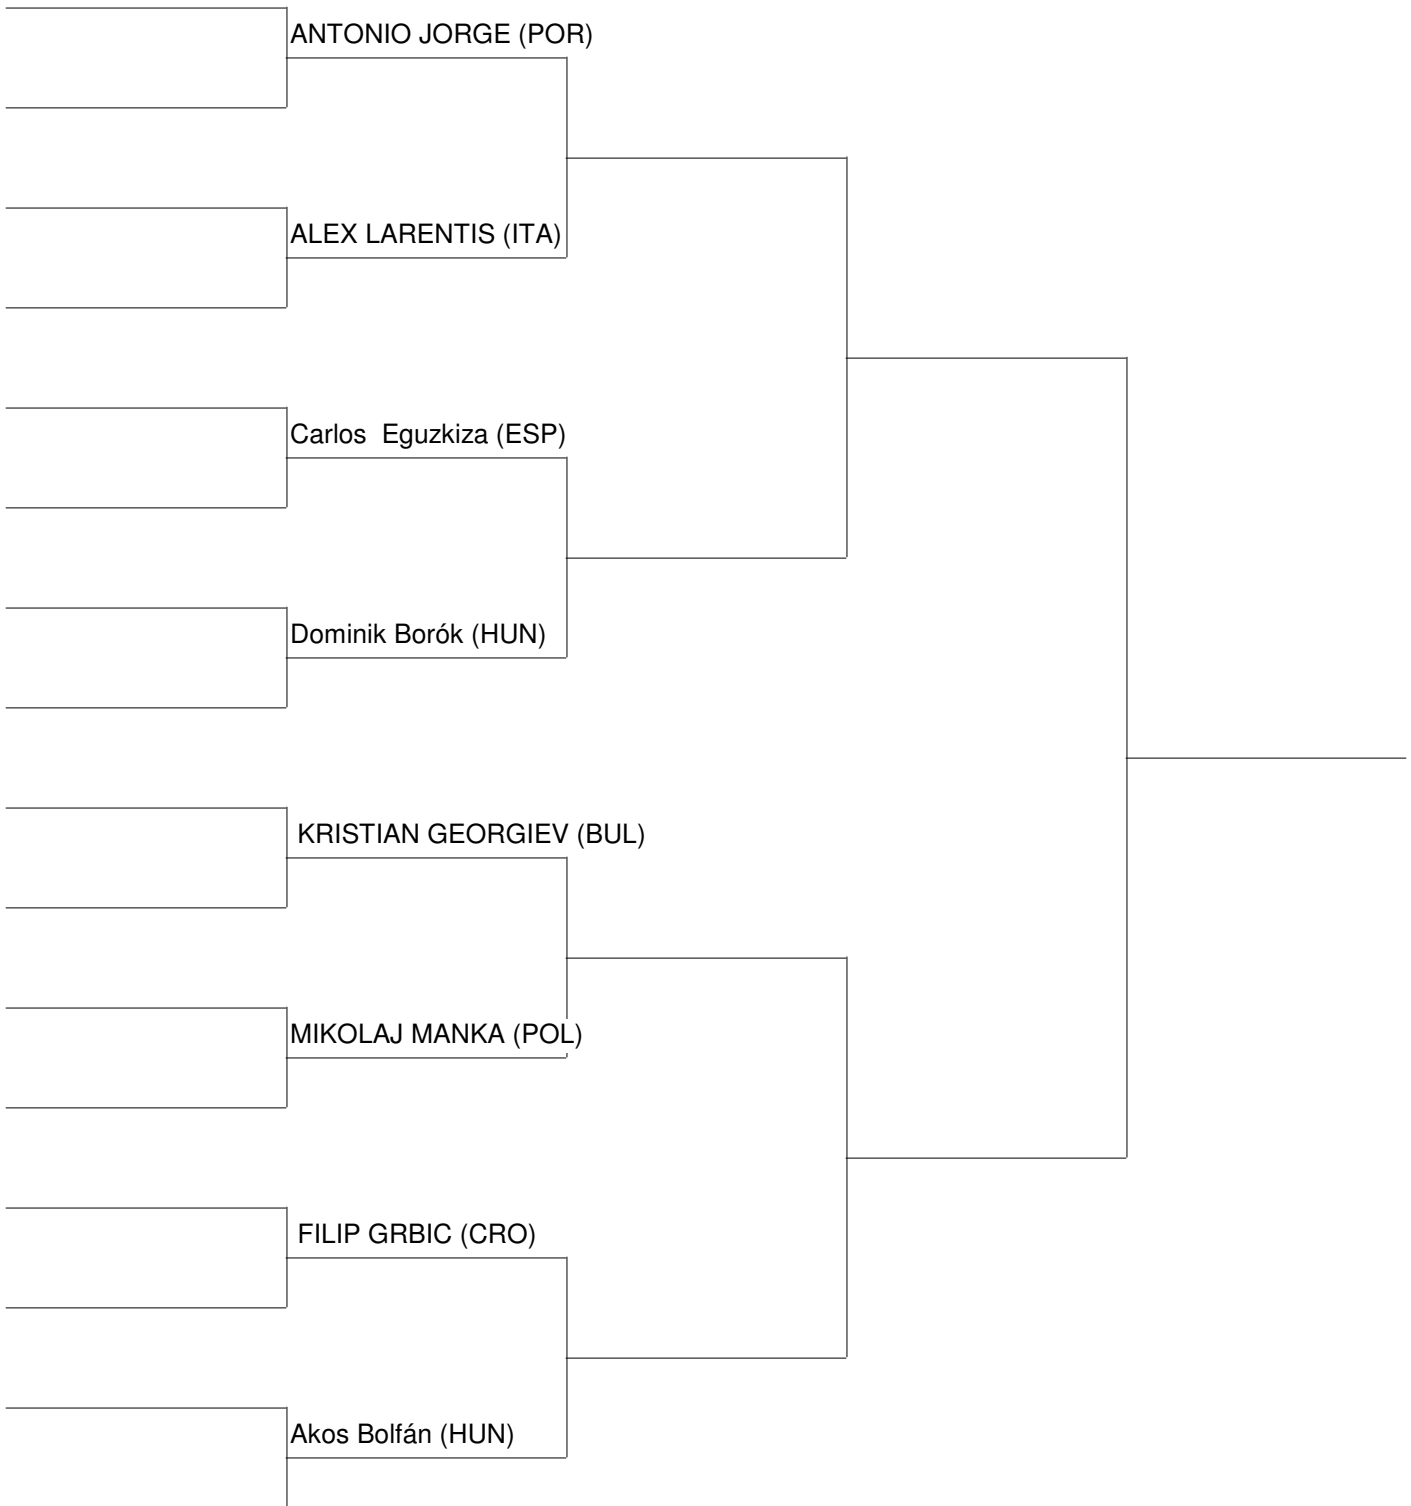 ANTONIO JORGE (POR)
ALEX LARENTIS (ITA)
Carlos  Eguzkiza (ESP)
Dominik Borók (HUN)
KRISTIAN GEORGIEV (BUL)
MIKOLAJ MANKA (POL)
FILIP GRBIC (CRO)
Akos Bolfán (HUN)